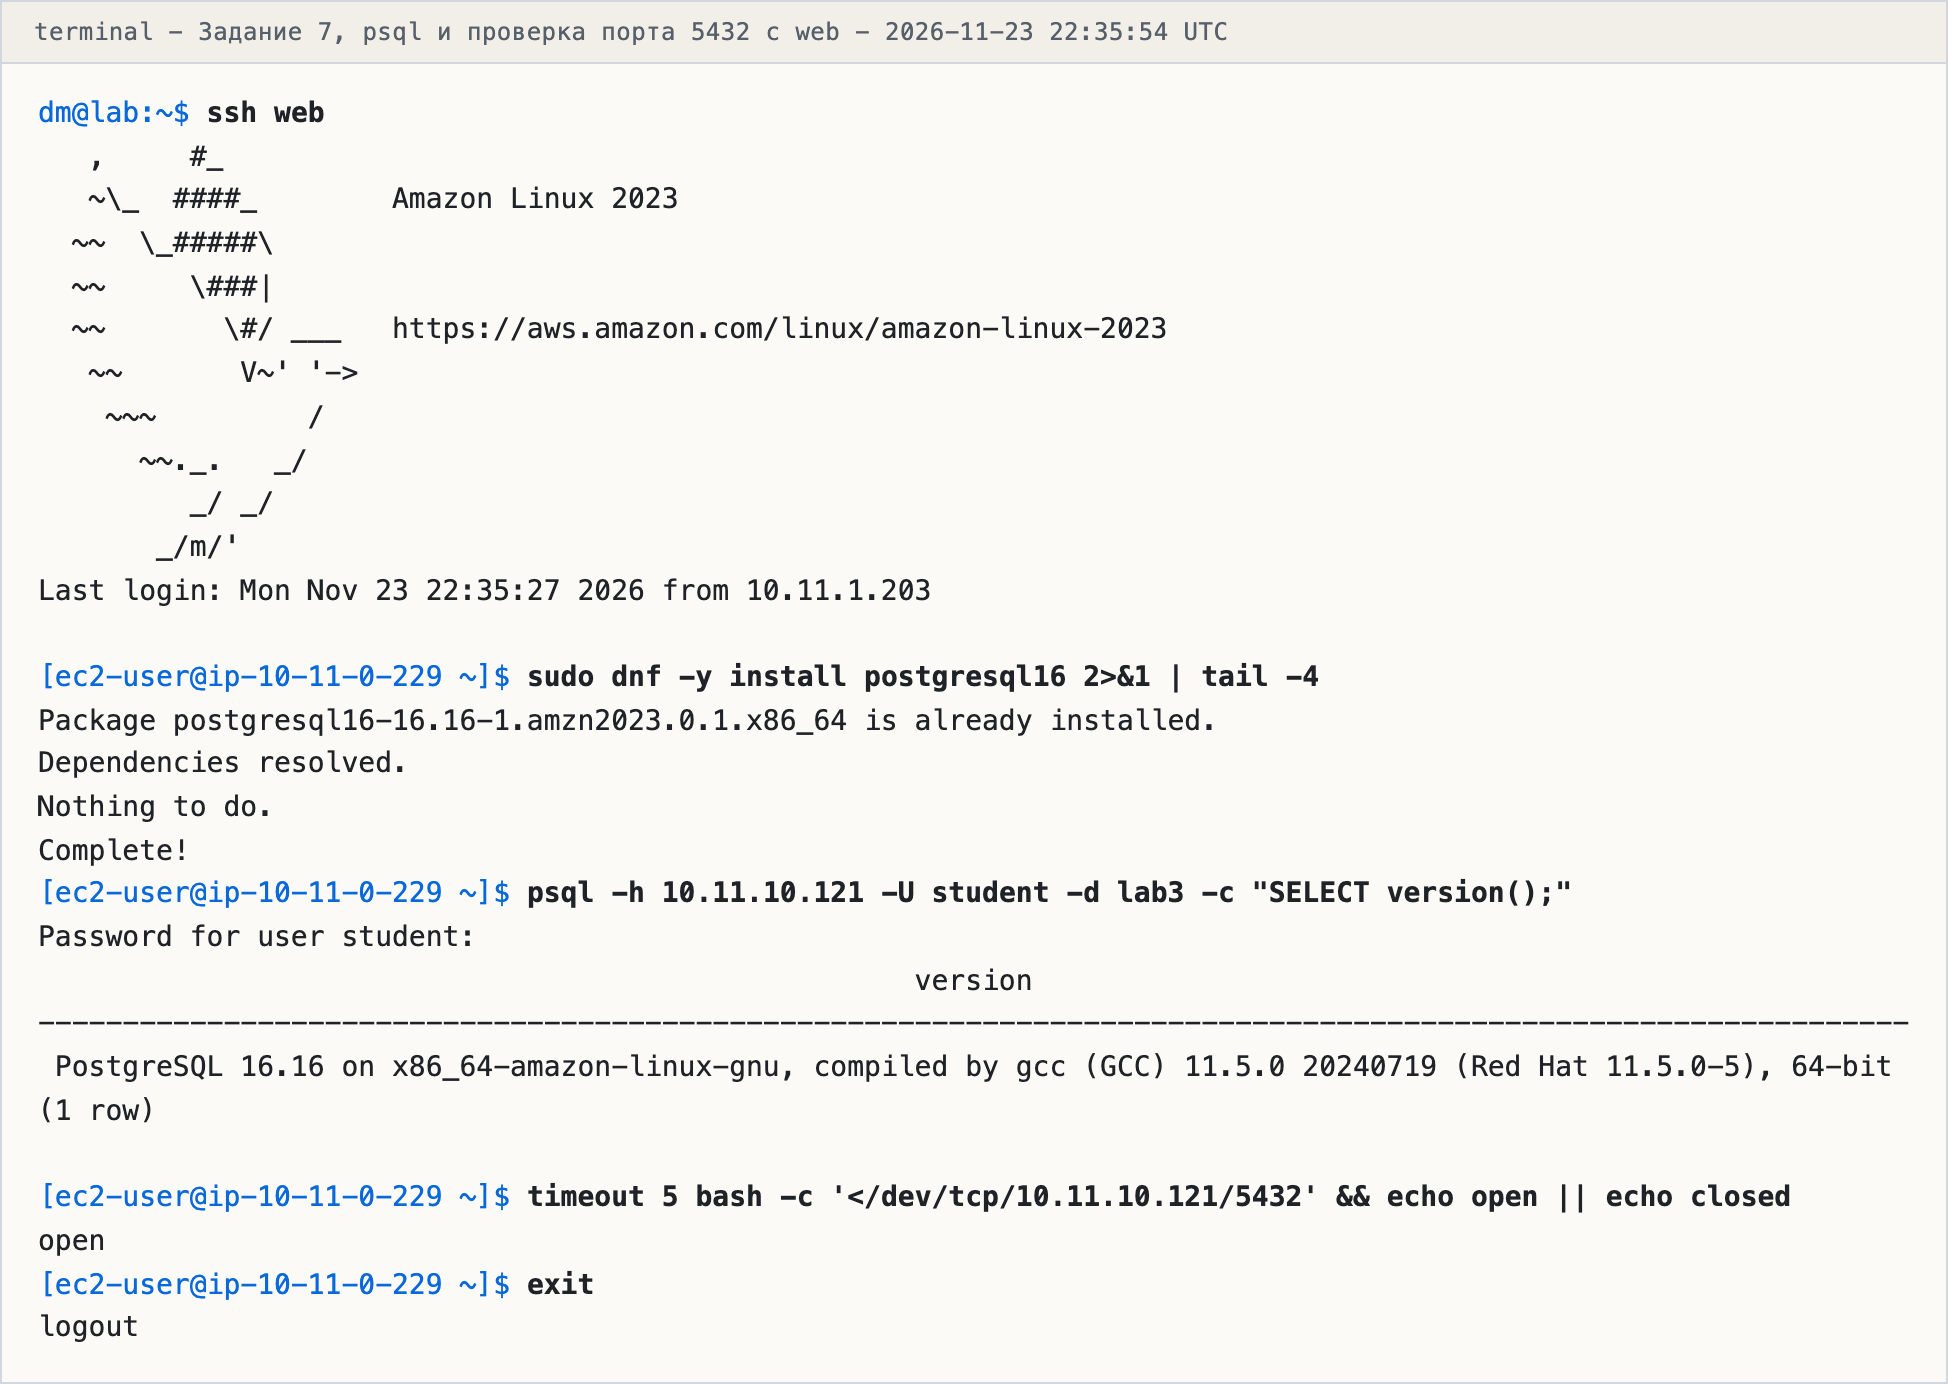 terminal — Задание 7, psql и проверка порта 5432 с web — 2026-11-23 22:35:54 UTC
dm@lab:~$ ssh web
   ,     #_
   ~\_  ####_        Amazon Linux 2023
  ~~  \_#####\
  ~~     \###|
  ~~       \#/ ___   https://aws.amazon.com/linux/amazon-linux-2023
   ~~       V~' '->
    ~~~         /
      ~~._.   _/
         _/ _/
       _/m/'
Last login: Mon Nov 23 22:35:27 2026 from 10.11.1.203
[ec2-user@ip-10-11-0-229 ~]$ sudo dnf -y install postgresql16 2>&1 | tail -4
Package postgresql16-16.16-1.amzn2023.0.1.x86_64 is already installed.
Dependencies resolved.
Nothing to do.
Complete!
[ec2-user@ip-10-11-0-229 ~]$ psql -h 10.11.10.121 -U student -d lab3 -c "SELECT version();"
Password for user student:
                                                    version
---------------------------------------------------------------------------------------------------------------
 PostgreSQL 16.16 on x86_64-amazon-linux-gnu, compiled by gcc (GCC) 11.5.0 20240719 (Red Hat 11.5.0-5), 64-bit
(1 row)
[ec2-user@ip-10-11-0-229 ~]$ timeout 5 bash -c '</dev/tcp/10.11.10.121/5432' && echo open || echo closed
open
[ec2-user@ip-10-11-0-229 ~]$ exit
logout